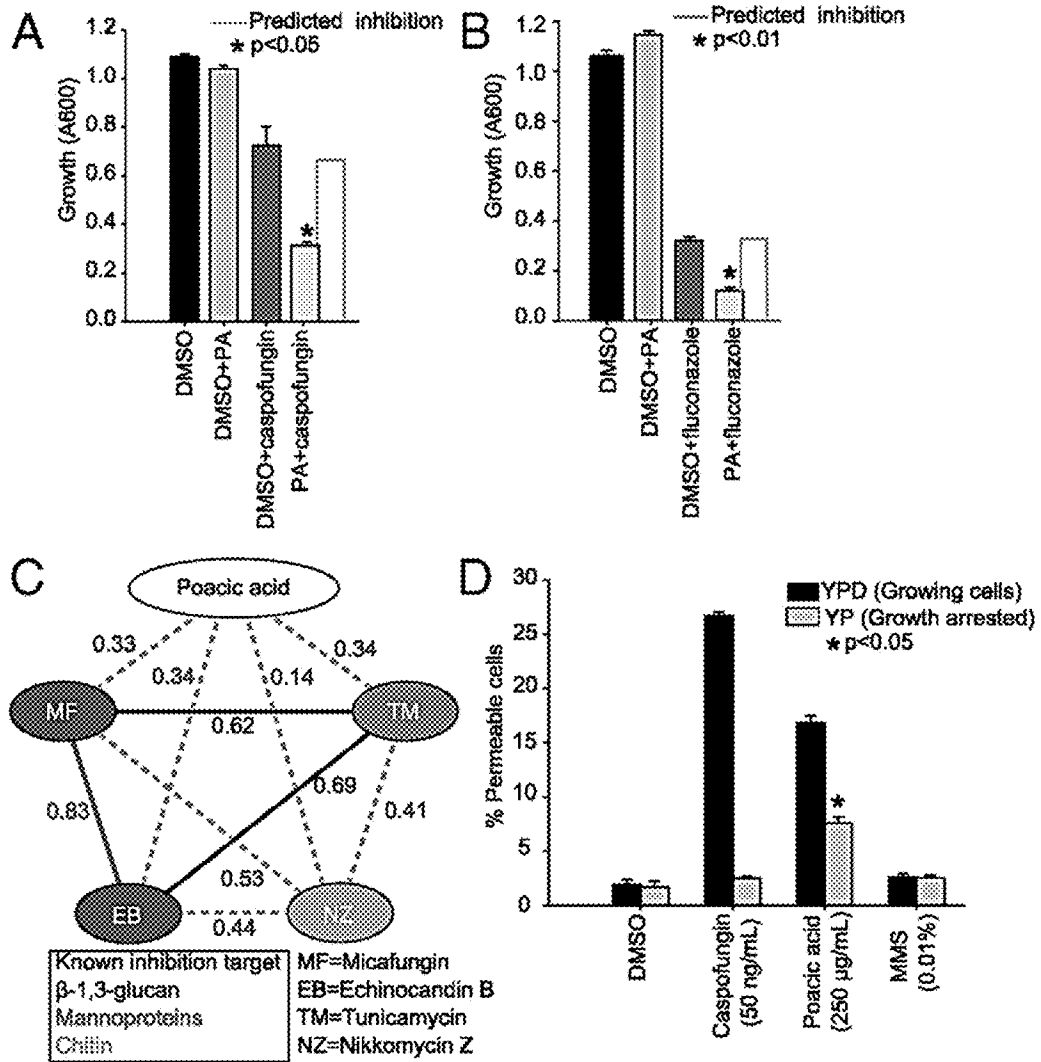 A
Predicted inhibition
* p<0.05
Growth (A600)
1.2
1.0
0.8
0.6
0.4
0.2
0.0
*
DMSO
DMSO+PA
DMSO+caspofungin
PA+caspofungin
B
Predicted inhibition
* p<0.01
Growth (A600)
1.2
1.0
0.8
0.6
0.4
0.2
0.0
*
DMSO
DMSO+PA
DMSO+fluconazole
PA+fluconazole
C
Poacic acid
0.33
0.34
0.14
0.34
MF
TM
0.62
0.83
0.69
0.41
0.53
EB
NZ
0.44
Known inhibition target
β-1,3-glucan
Mannoproteins
Chitin
MF=Micafungin
EB=Echinocandin B
TM=Tunicamycin
NZ=Nikkomycin Z
D
YPD (Growing cells)
YP (Growth arrested)
* p<0.05
% Permeable cells
30
25
20
15
10
5
0
*
DMSO
Caspofungin
(50 ng/mL)
Poacic acid
(250 µg/mL)
MMS
(0.01%)